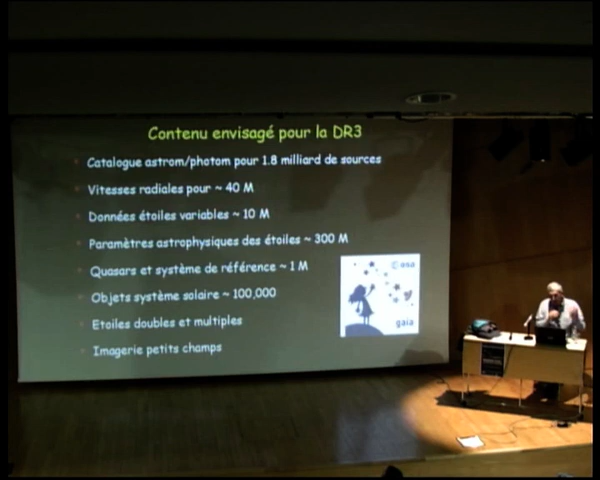 Contenu envisagé pour la DR3
Catalogue astrom/photom pour 1.8 milliard de sources
Vitesses radiales pour ~ 40 M
Données étoiles variables ~ 10 M
Paramètres astrophysiques des étoiles ~ 300 M
Quasars et système de référence ~ 1 M
Objets système solaire ~ 100,000
Etoiles doubles et multiples
Imagerie petits champs
esa
gaia